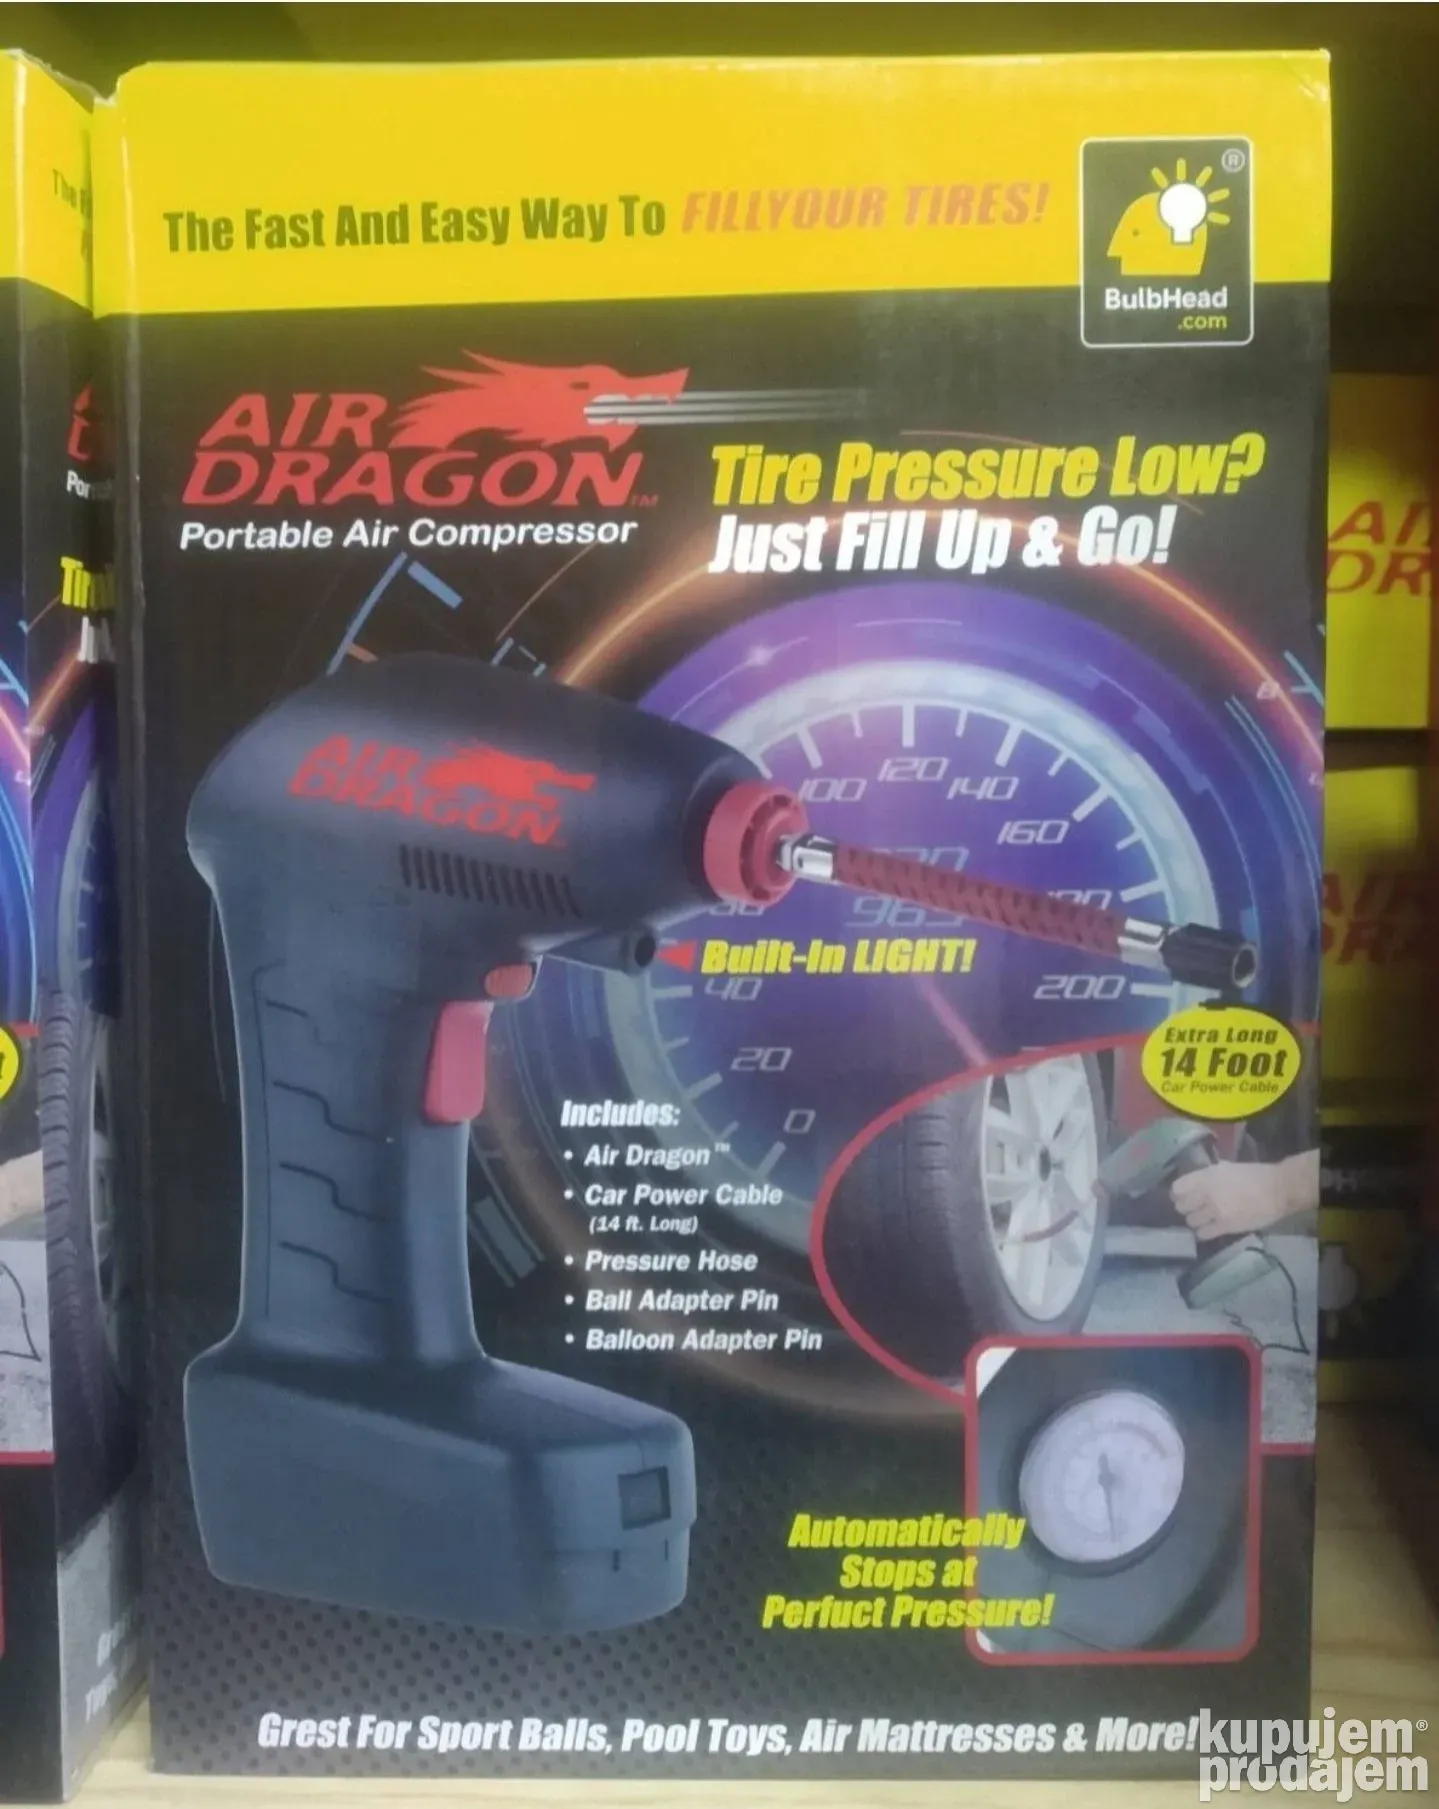 The Fast And Easy Way To FILLYOUR TIRES!
®
BulbHead
.com
AIR
DRAGON™
Portable Air Compressor
Tire Pressure Low?
Just Fill Up & Go!
AIR
DRAGON
100
120
140
160
200
40
20
0
Built-In LIGHT!
Extra Long
14 Foot
Car Power Cable
Includes:
• Air Dragon™
• Car Power Cable
(14 ft. Long)
• Pressure Hose
• Ball Adapter Pin
• Balloon Adapter Pin
Automatically
Stops at
Perfuct Pressure!
Grest For Sport Balls, Pool Toys, Air Mattresses & More!
kupujem®
prodajem